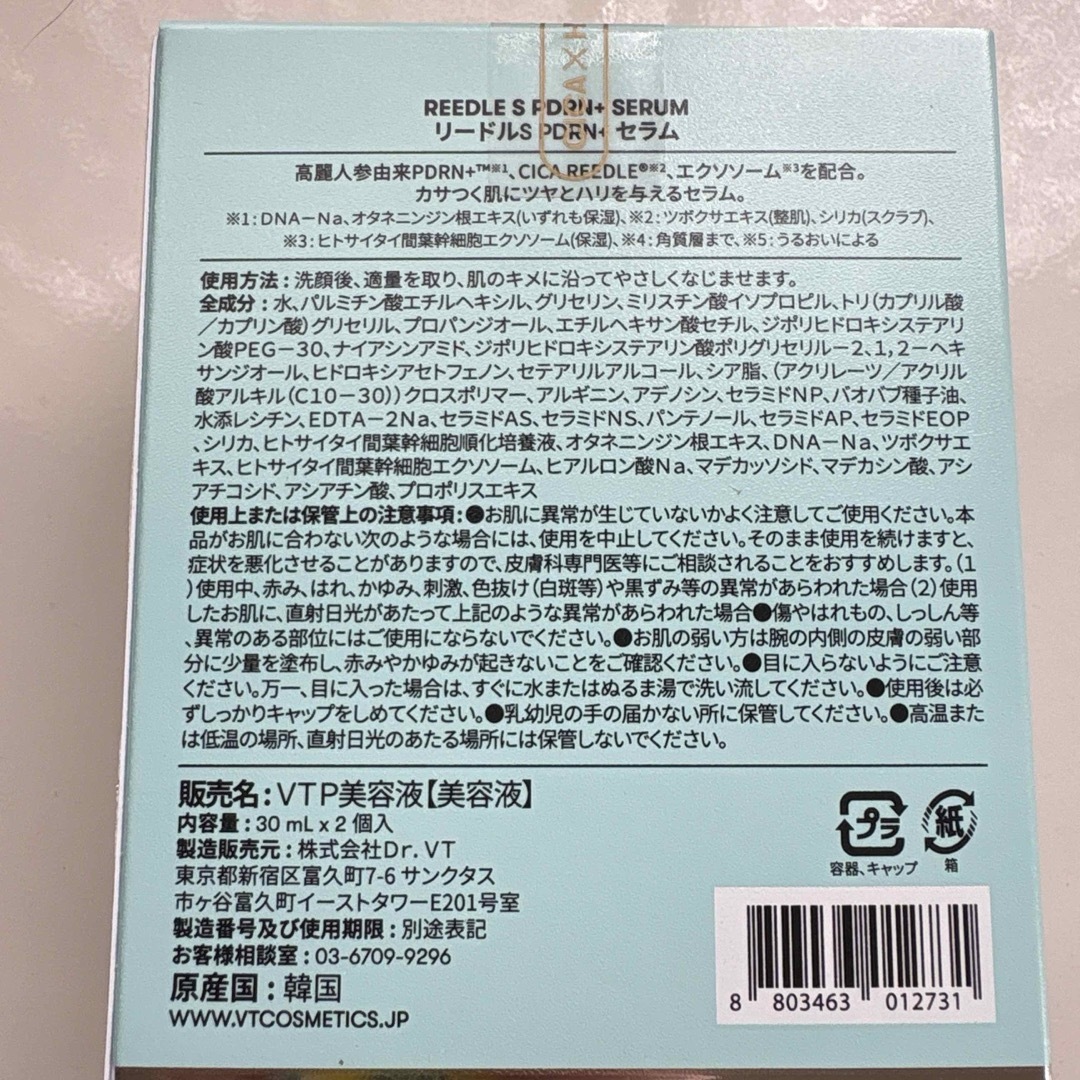 CICA X H
REEDLE S PDRN+ SERUM
リードルS PDRN+ セラム
高麗人参由来PDRN+™※1、CICA REEDLE®※2、エクソソーム※3を配合。
カサつく肌にツヤとハリを与えるセラム。
※1：DNA－Na、オタネニンジン根エキス(いずれも保湿)、※2：ツボクサエキス(整肌)、シリカ(スクラブ)、
※3：ヒトサイタイ間葉幹細胞エクソソーム(保湿)、※4：角質層まで、※5：うるおいによる
使用方法：洗顔後、適量を取り、肌のキメに沿ってやさしくなじませます。
全成分：水、パルミチン酸エチルヘキシル、グリセリン、ミリスチン酸イソプロピル、トリ(カプリル酸
／カプリン酸)グリセリル、プロパンジオール、エチルヘキサン酸セチル、ジポリヒドロキシステアリ
ン酸PEG－30、ナイアシンアミド、ジポリヒドロキシステアリン酸ポリグリセリル－2、1，2－ヘキ
サンジオール、ヒドロキシアセトフェノン、セテアリルアルコール、シア脂、(アクリレーツ／アクリル
酸アルキル(C10－30))クロスポリマー、アルギニン、アデノシン、セラミドNP、バオバブ種子油、
水添レシチン、EDTA－2Na、セラミドAS、セラミドNS、パンテノール、セラミドAP、セラミドEOP
、シリカ、ヒトサイタイ間葉幹細胞順化培養液、オタネニンジン根エキス、DNA－Na、ツボクサエ
キス、ヒトサイタイ間葉幹細胞エクソソーム、ヒアルロン酸Na、マデカッソシド、マデカシン酸、アシ
アチコシド、アシアチン酸、プロポリスエキス
使用上または保管上の注意事項：●お肌に異常が生じていないかよく注意してご使用ください。本
品がお肌に合わない次のような場合には、使用を中止してください。そのまま使用を続けますと、
症状を悪化させることがありますので、皮膚科専門医等にご相談されることをおすすめします。(1
)使用中、赤み、はれ、かゆみ、刺激、色抜け(白斑等)や黒ずみ等の異常があらわれた場合(2)使用
したお肌に、直射日光があたって上記のような異常があらわれた場合●傷やはれもの、しっしん等
、異常のある部位にはご使用にならないでください。●お肌の弱い方は腕の内側の皮膚の弱い部
分に少量を塗布し、赤みやかゆみが起きないことをご確認ください。●目に入らないようにご注意
ください。万一、目に入った場合は、すぐに水またはぬるま湯で洗い流してください。●使用後は必
ずしっかりキャップをしめてください。●乳幼児の手の届かない所に保管してください。●高温また
は低温の場所、直射日光のあたる場所には保管しないでください。
販売名：VTP美容液【美容液】
内容量：30 mL x 2 個入
製造販売元：株式会社Dr. VT
東京都新宿区富久町7-6 サンクタス
市ヶ谷富久町イーストタワーE201号室
製造番号及び使用期限：別途表記
お客様相談室：03-6709-9296
原産国：韓国
WWW.VTCOSMETICS.JP
プラ
容器、キャップ
紙
箱
8 803463 012731